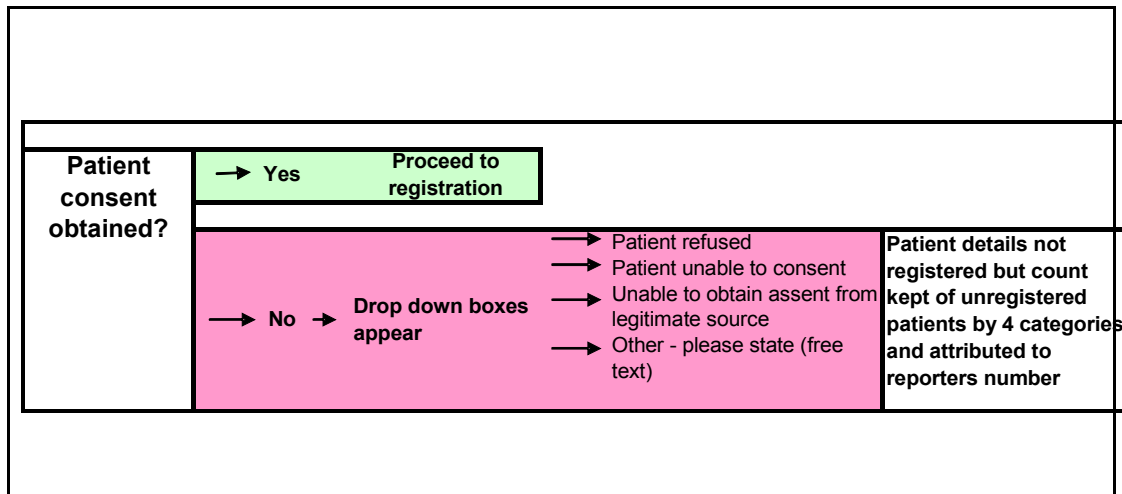 Patient
consent
obtained?
Yes
Proceed to
registration
No
Drop down boxes
appear
Patient refused
Patient unable to consent
Unable to obtain assent from
legitimate source
Other - please state (free
text)
Patient details not
registered but count
kept of unregistered
patients by 4 categories
and attributed to
reporters number